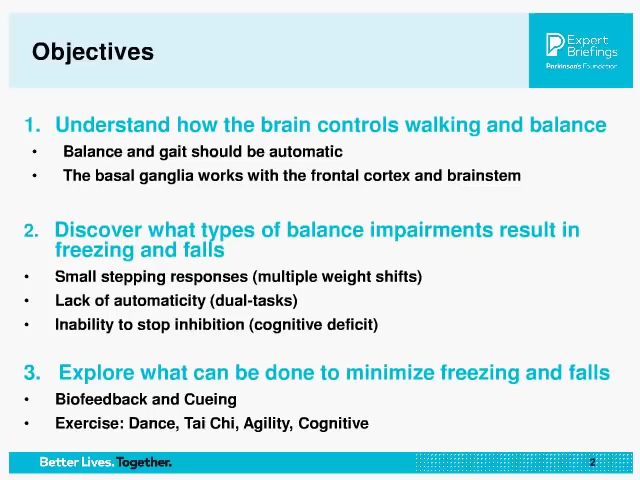 Objectives
Expert
Briefings
Parkinson's Foundation
1. Understand how the brain controls walking and balance
• Balance and gait should be automatic
• The basal ganglia works with the frontal cortex and brainstem
2. Discover what types of balance impairments result in
freezing and falls
• Small stepping responses (multiple weight shifts)
• Lack of automaticity (dual-tasks)
• Inability to stop inhibition (cognitive deficit)
3. Explore what can be done to minimize freezing and falls
• Biofeedback and Cueing
• Exercise: Dance, Tai Chi, Agility, Cognitive
Better Lives. Together.
2